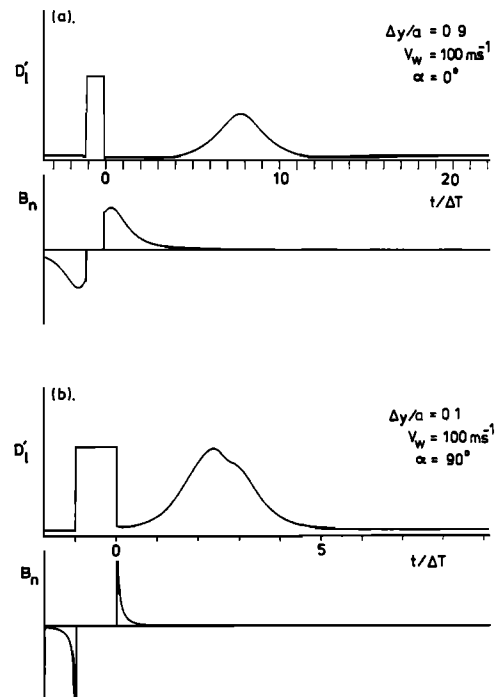 (a).
Δy/a = 0 9
V_w = 100 ms⁻¹
α = 0°
D'_l
0 10 20
t/ΔT
B_n
(b).
Δy/a = 0 1
V_w = 100 ms⁻¹
α = 90°
D'_l
0 5
t/ΔT
B_n